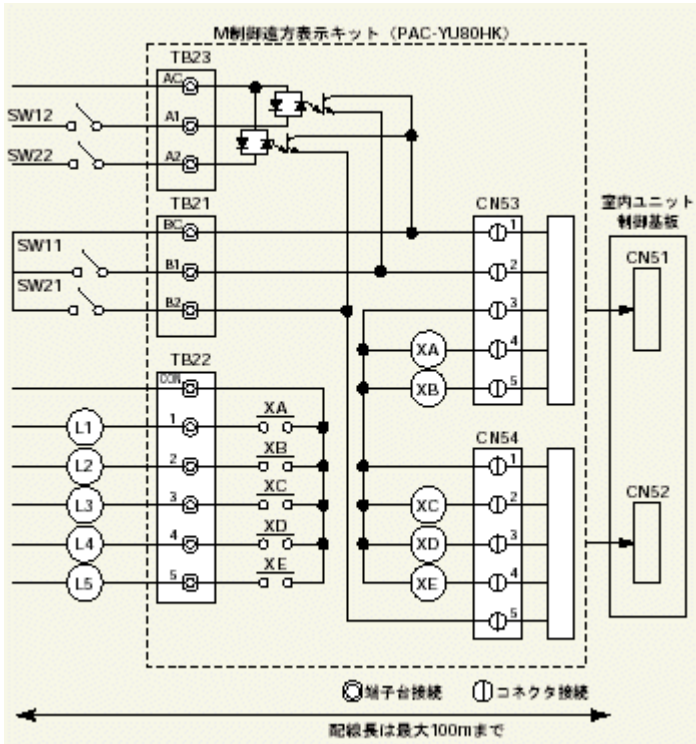 M制御遠方表示キット（PAC-YU80HK）
TB23
AC
SW12
A1
SW22
A2
TB21
BC
SW11
B1
SW21
B2
CN53
1
2
3
4
5
XA
XB
室内ユニット
制御基板
CN51
TB22
COM
L1
1
XA
L2
2
XB
L3
3
XC
L4
4
XD
L5
5
XE
CN54
1
2
3
4
5
XC
XD
XE
CN52
端子台接続
コネクタ接続
配線長は最大100mまで